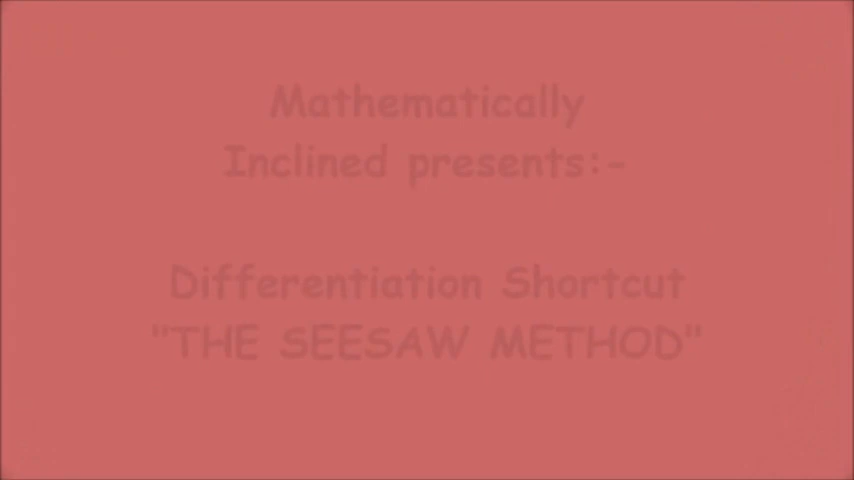 Mathematically
Inclined presents:-
Differentiation Shortcut
"THE SEESAW METHOD"